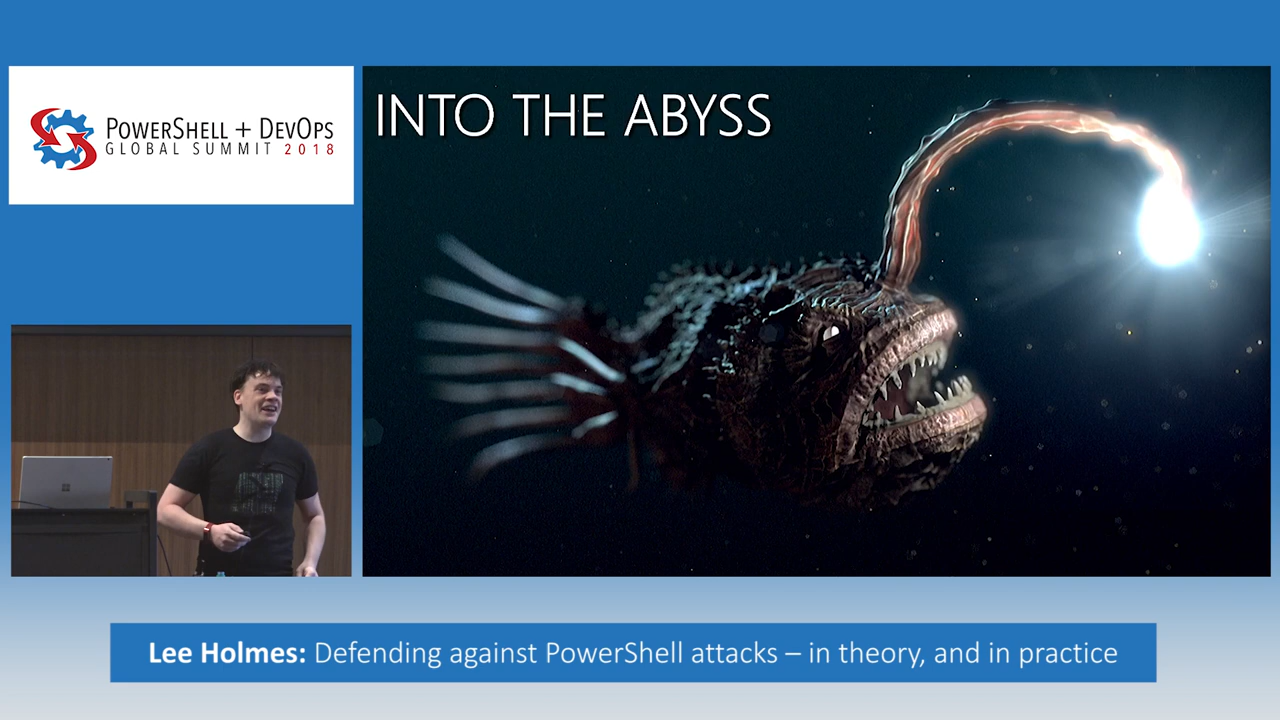 POWERSHELL + DEVOPS
GLOBAL SUMMIT 2018
INTO THE ABYSS
Lee Holmes: Defending against PowerShell attacks – in theory, and in practice